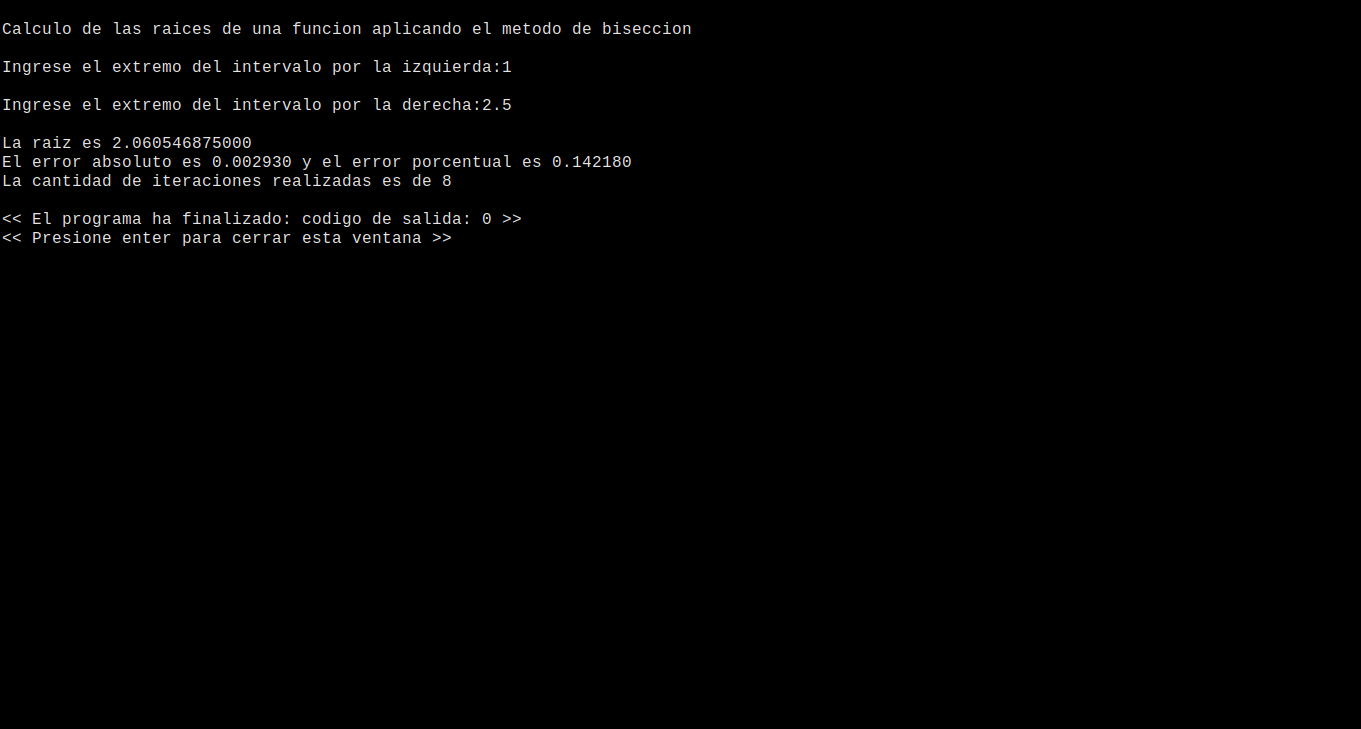 Calculo de las raices de una funcion aplicando el metodo de biseccion
Ingrese el extremo del intervalo por la izquierda:1
Ingrese el extremo del intervalo por la derecha:2.5
La raiz es 2.060546875000
El error absoluto es 0.002930 y el error porcentual es 0.142180
La cantidad de iteraciones realizadas es de 8
<< El programa ha finalizado: codigo de salida: 0 >>
<< Presione enter para cerrar esta ventana >>